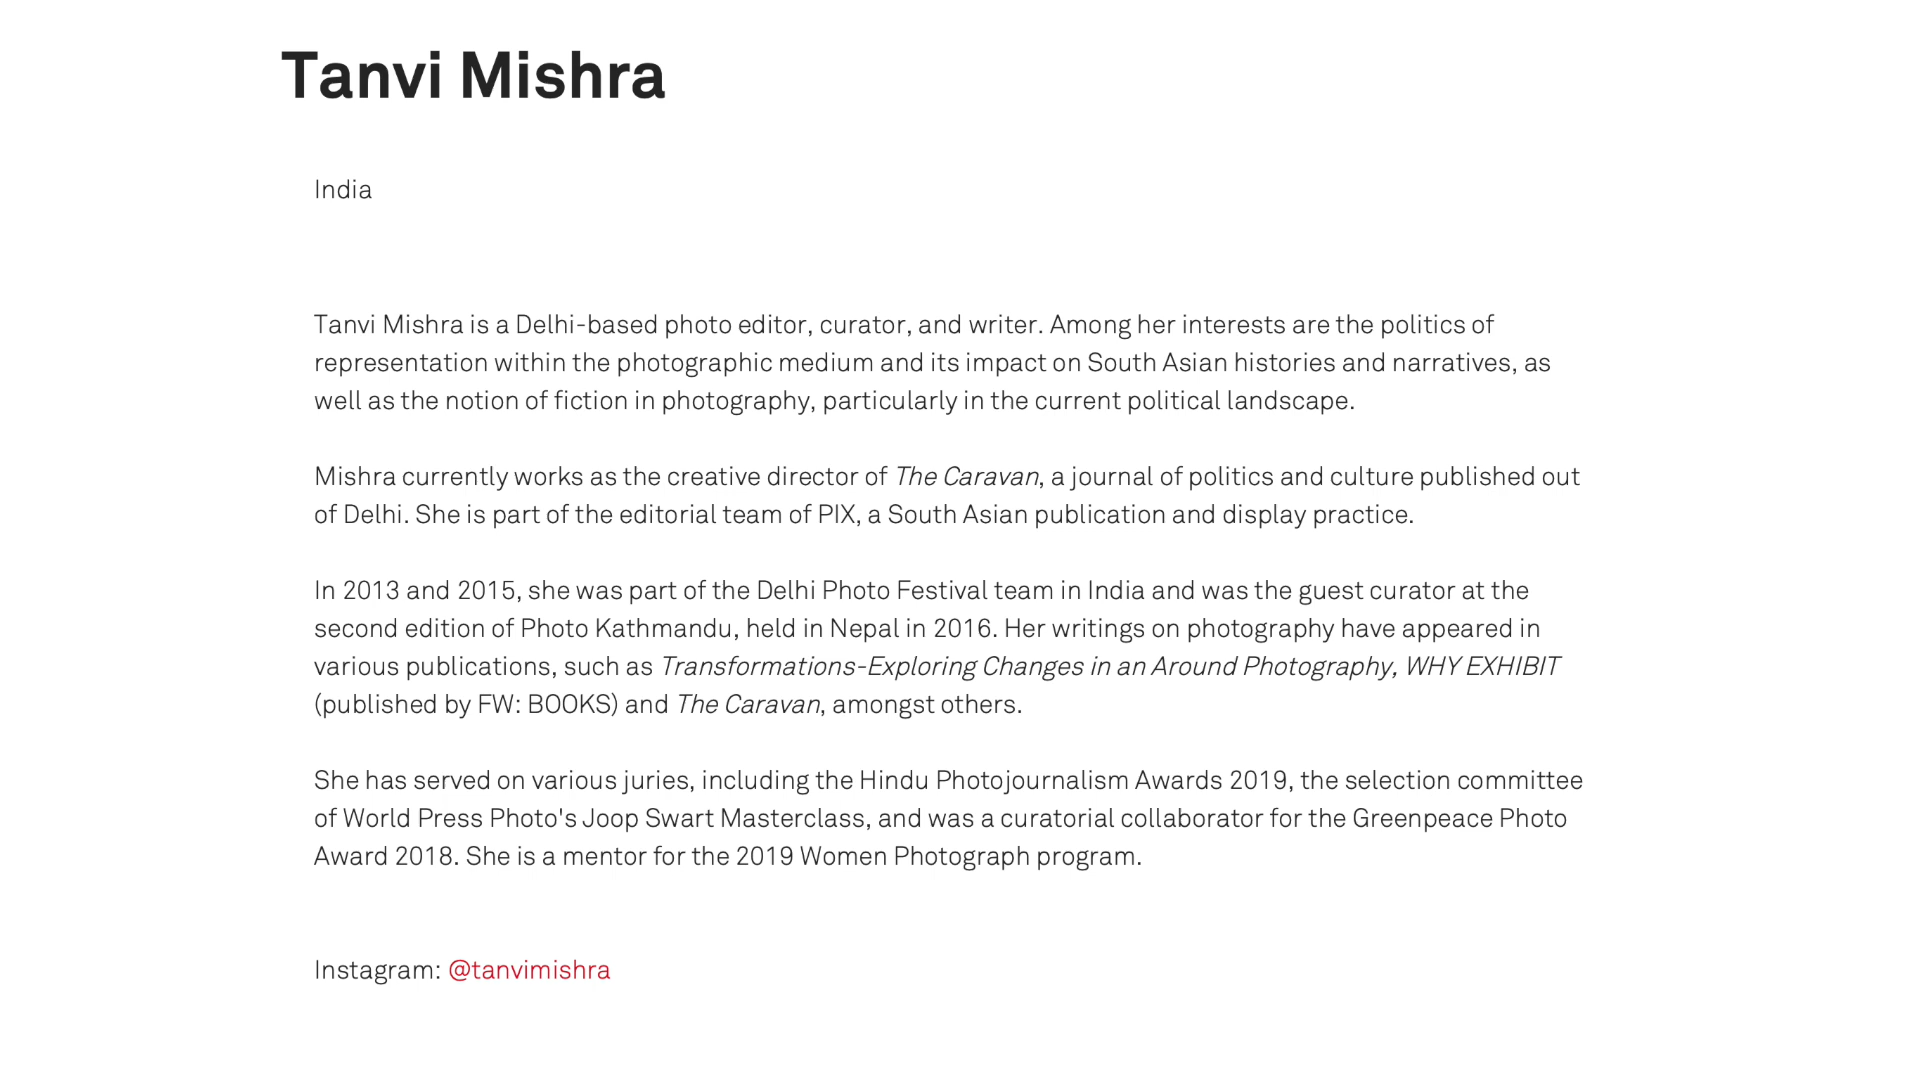 Tanvi Mishra
India
Tanvi Mishra is a Delhi-based photo editor, curator, and writer. Among her interests are the politics of
representation within the photographic medium and its impact on South Asian histories and narratives, as
well as the notion of fiction in photography, particularly in the current political landscape.
Mishra currently works as the creative director of The Caravan, a journal of politics and culture published out
of Delhi. She is part of the editorial team of PIX, a South Asian publication and display practice.
In 2013 and 2015, she was part of the Delhi Photo Festival team in India and was the guest curator at the
second edition of Photo Kathmandu, held in Nepal in 2016. Her writings on photography have appeared in
various publications, such as Transformations-Exploring Changes in an Around Photography, WHY EXHIBIT
(published by FW: BOOKS) and The Caravan, amongst others.
She has served on various juries, including the Hindu Photojournalism Awards 2019, the selection committee
of World Press Photo's Joop Swart Masterclass, and was a curatorial collaborator for the Greenpeace Photo
Award 2018. She is a mentor for the 2019 Women Photograph program.
Instagram: @tanvimishra